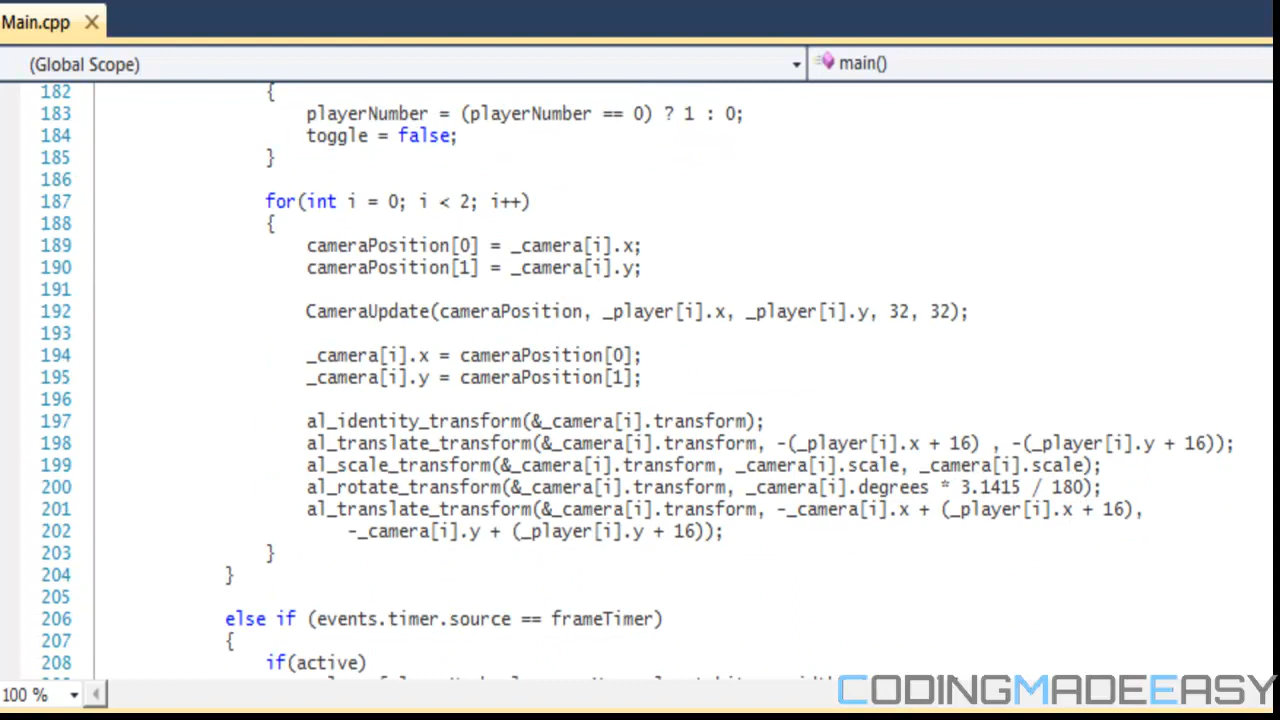 Main.cpp
(Global Scope) main()
182 {
183 playerNumber = (playerNumber == 0) ? 1 : 0;
184 toggle = false;
185 }
186
187 for(int i = 0; i < 2; i++)
188 {
189 cameraPosition[0] = _camera[i].x;
190 cameraPosition[1] = _camera[i].y;
191
192 CameraUpdate(cameraPosition, _player[i].x, _player[i].y, 32, 32);
193
194 _camera[i].x = cameraPosition[0];
195 _camera[i].y = cameraPosition[1];
196
197 al_identity_transform(&_camera[i].transform);
198 al_translate_transform(&_camera[i].transform, -(_player[i].x + 16) , -(_player[i].y + 16));
199 al_scale_transform(&_camera[i].transform, _camera[i].scale, _camera[i].scale);
200 al_rotate_transform(&_camera[i].transform, _camera[i].degrees * 3.1415 / 180);
201 al_translate_transform(&_camera[i].transform, -_camera[i].x + (_player[i].x + 16),
202 -_camera[i].y + (_player[i].y + 16));
203 }
204 }
205
206 else if (events.timer.source == frameTimer)
207 {
208 if(active)
100 %
CODINGMADEEASY